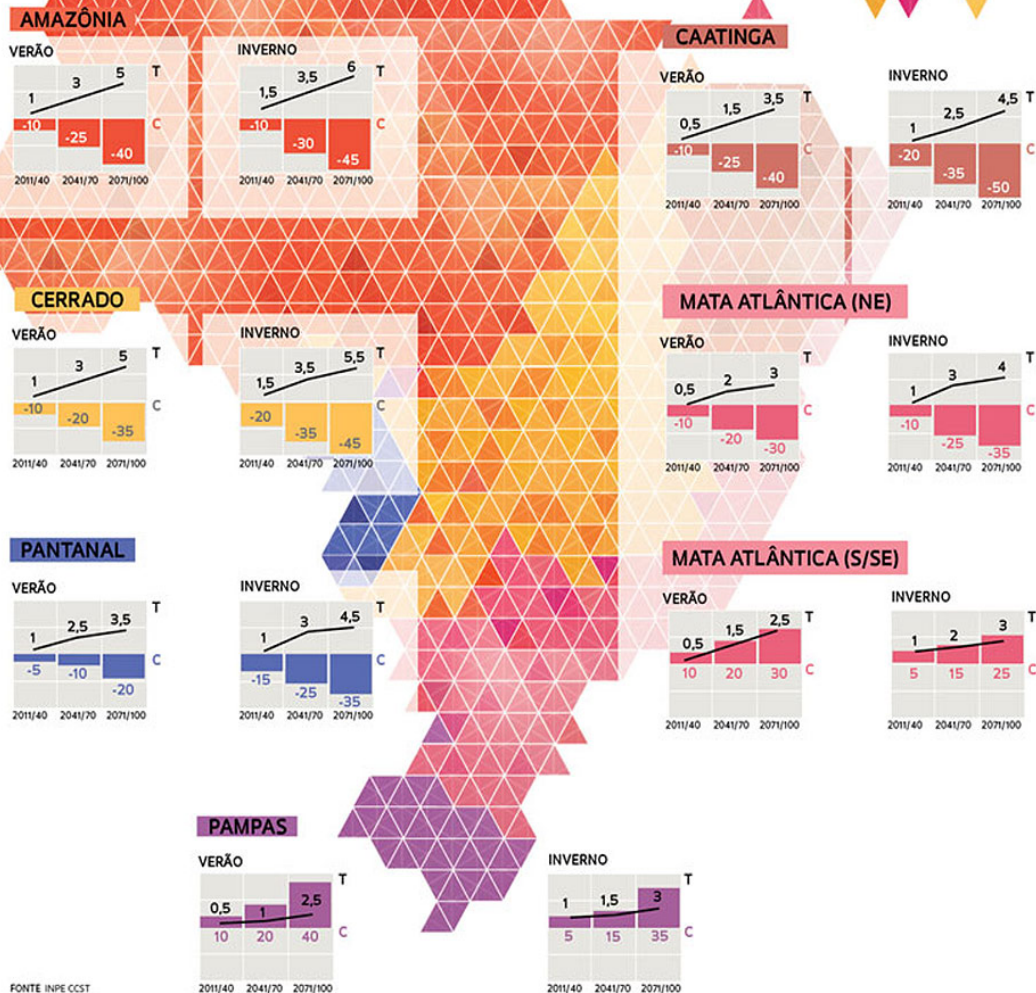 AMAZÔNIA
VERÃO
1 3 5 T
-10 -25 -40 C
2011/40 2041/70 2071/100
INVERNO
1,5 3,5 6 T
-10 -30 -45 C
2011/40 2041/70 2071/100
CAATINGA
VERÃO
0,5 1,5 3,5 T
-10 -25 -40 C
2011/40 2041/70 2071/100
INVERNO
1 2,5 4,5 T
-20 -35 -50 C
2011/40 2041/70 2071/100
CERRADO
VERÃO
1 3 5 T
-10 -20 -35 C
2011/40 2041/70 2071/100
INVERNO
1,5 3,5 5,5 T
-20 -35 -45 C
2011/40 2041/70 2071/100
MATA ATLÂNTICA (NE)
VERÃO
0,5 2 3 T
-10 -20 -30 C
2011/40 2041/70 2071/100
INVERNO
1 3 4 T
-10 -25 -35 C
2011/40 2041/70 2071/100
PANTANAL
VERÃO
1 2,5 3,5 T
-5 -10 -20 C
2011/40 2041/70 2071/100
INVERNO
1 3 4,5 T
-15 -25 -35 C
2011/40 2041/70 2071/100
MATA ATLÂNTICA (S/SE)
VERÃO
0,5 1,5 2,5 T
10 20 30 C
2011/40 2041/70 2071/100
INVERNO
1 2 3 T
5 15 25 C
2011/40 2041/70 2071/100
PAMPAS
VERÃO
0,5 1 2,5 T
10 20 40 C
2011/40 2041/70 2071/100
INVERNO
1 1,5 3 T
5 15 35 C
2011/40 2041/70 2071/100
FONTE INPE CCST